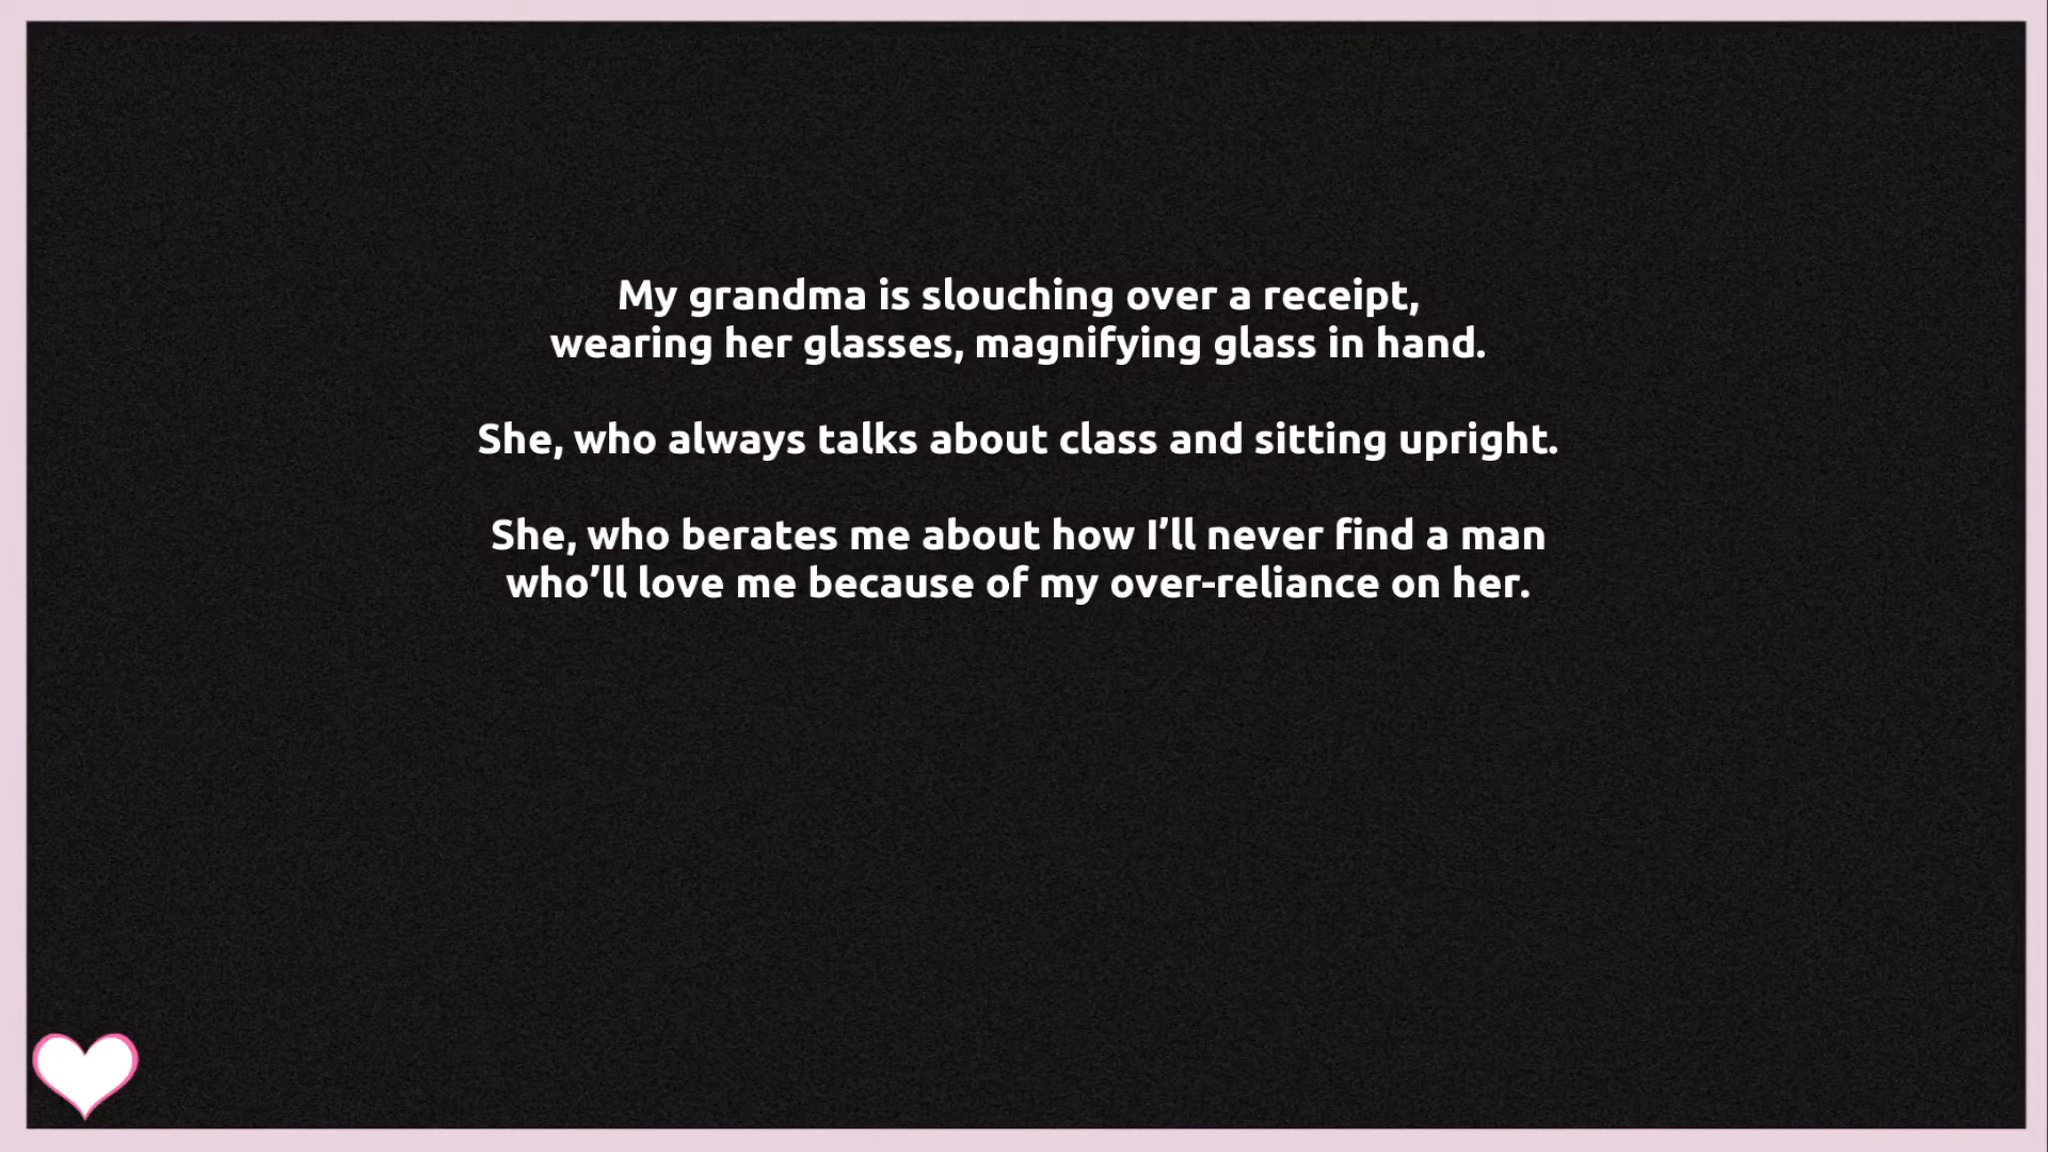 My grandma is slouching over a receipt,
wearing her glasses, magnifying glass in hand.
She, who always talks about class and sitting upright.
She, who berates me about how I’ll never find a man
who’ll love me because of my over-reliance on her.